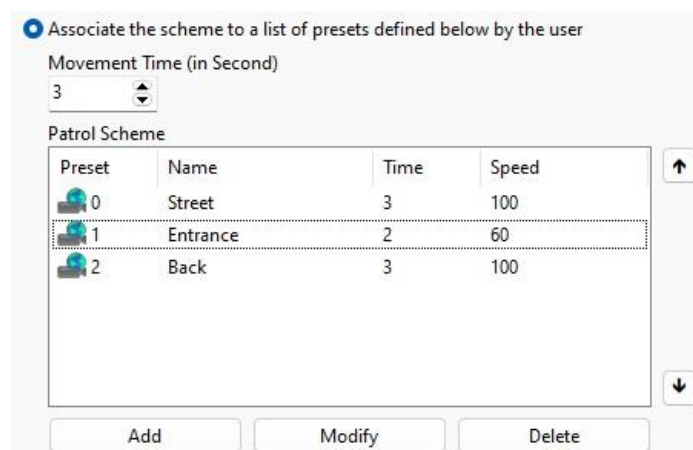 Associate the scheme to a list of presets defined below by the user
Movement Time (in Second)
3
Patrol Scheme
Preset Name Time Speed
0 Street 3 100
1 Entrance 2 60
2 Back 3 100
Add Modify Delete